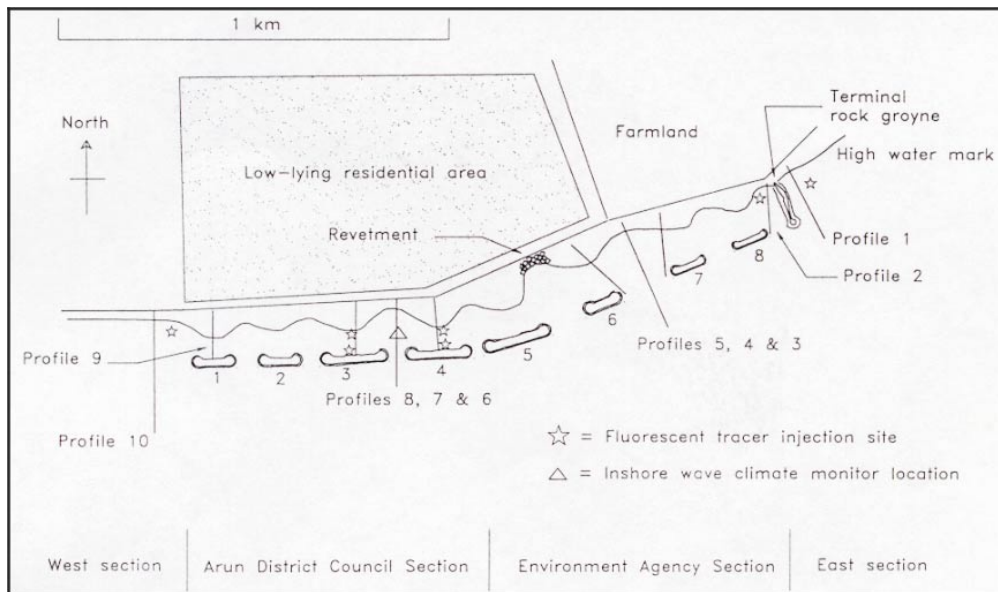 1 km
North
Farmland
Terminal
rock groyne
High water mark
Low-lying residential area
Revetment
Profile 1
Profile 2
8
7
6
5
Profiles 5, 4 & 3
Profile 9
1
2
3
4
Profiles 8, 7 & 6
Profile 10
= Fluorescent tracer injection site
= Inshore wave climate monitor location
West section
Arun District Council Section
Environment Agency Section
East section